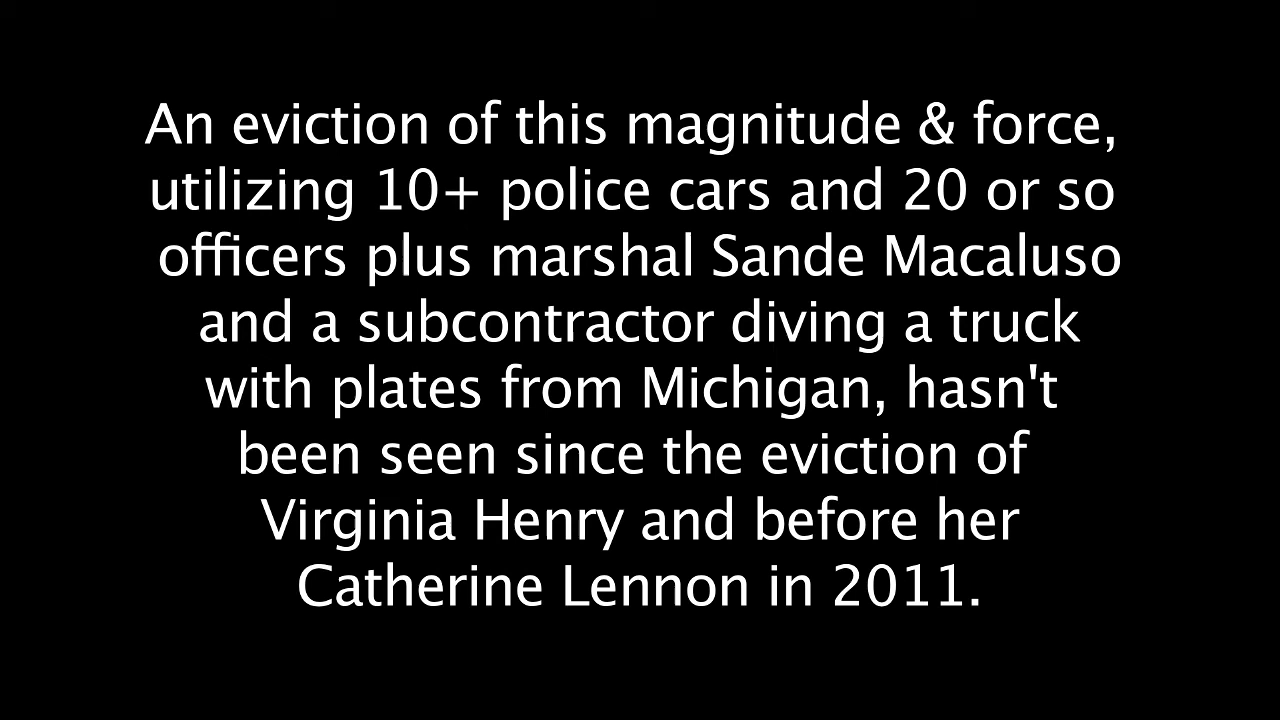 An eviction of this magnitude & force,
utilizing 10+ police cars and 20 or so
officers plus marshal Sande Macaluso
and a subcontractor diving a truck
with plates from Michigan, hasn't
been seen since the eviction of
Virginia Henry and before her
Catherine Lennon in 2011.